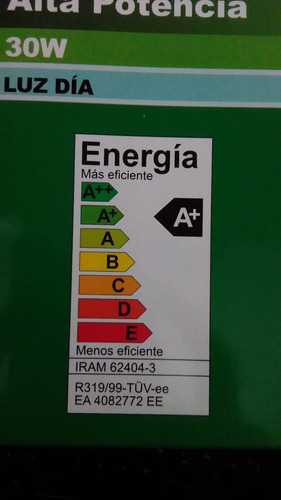 Alta Potencia
30W
LUZ DÍA
Energía
Más eficiente
A++
A+
A+
A
B
C
D
E
Menos eficiente
IRAM 62404-3
R319/99-TÜV-ee
EA 4082772 EE